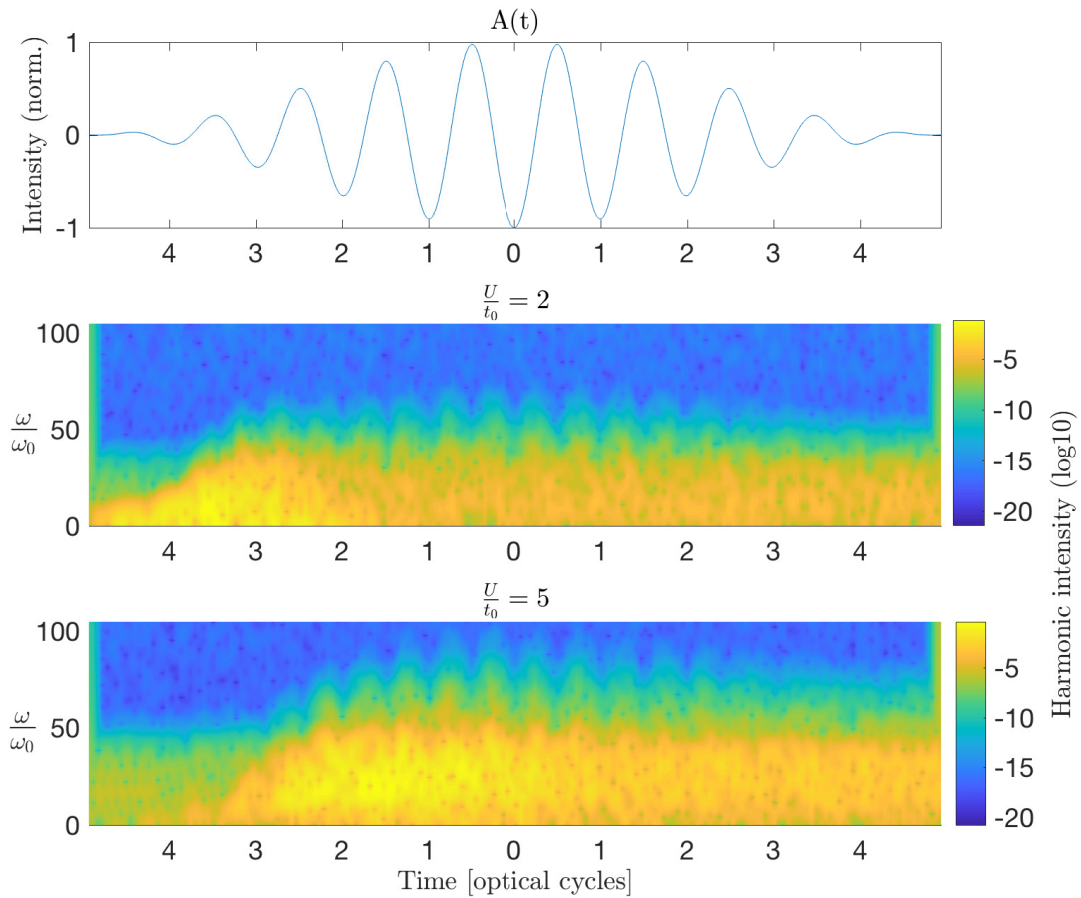 A(t)
Intensity (norm.)
1
0
-1
4 3 2 1 0 1 2 3 4
U/t₀ = 2
ω/ω₀
100
50
0
4 3 2 1 0 1 2 3 4
-5
-10
-15
-20
U/t₀ = 5
ω/ω₀
100
50
0
4 3 2 1 0 1 2 3 4
-5
-10
-15
-20
Harmonic intensity (log10)
Time [optical cycles]